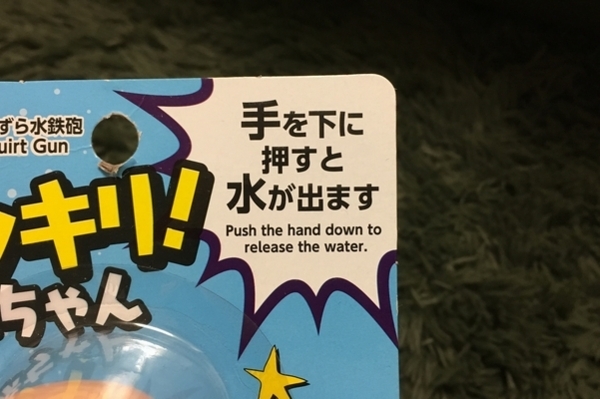 ずら水鉄砲
uirt Gun
手を下に
押すと
水が出ます
Push the hand down to
release the water.
キリ!
ちゃん